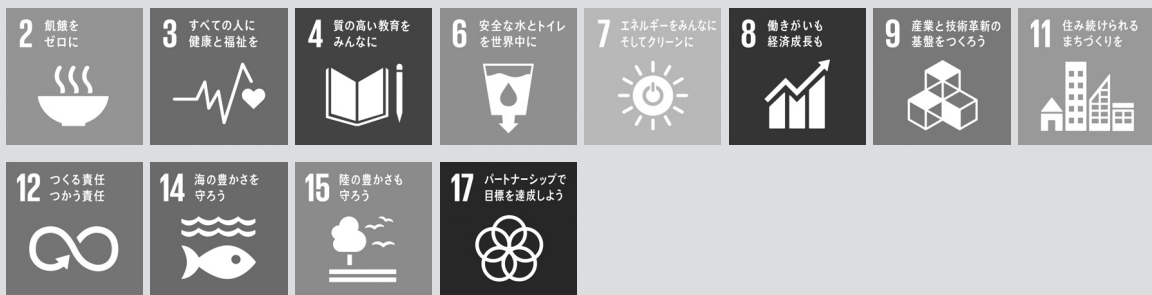 2 飢餓を
ゼロに
3 すべての人に
健康と福祉を
4 質の高い教育を
みんなに
6 安全な水とトイレ
を世界中に
7 エネルギーをみんなに
そしてクリーンに
8 働きがいも
経済成長も
9 産業と技術革新の
基盤をつくろう
11 住み続けられる
まちづくりを
12 つくる責任
つかう責任
14 海の豊かさを
守ろう
15 陸の豊かさも
守ろう
17 パートナーシップで
目標を達成しよう